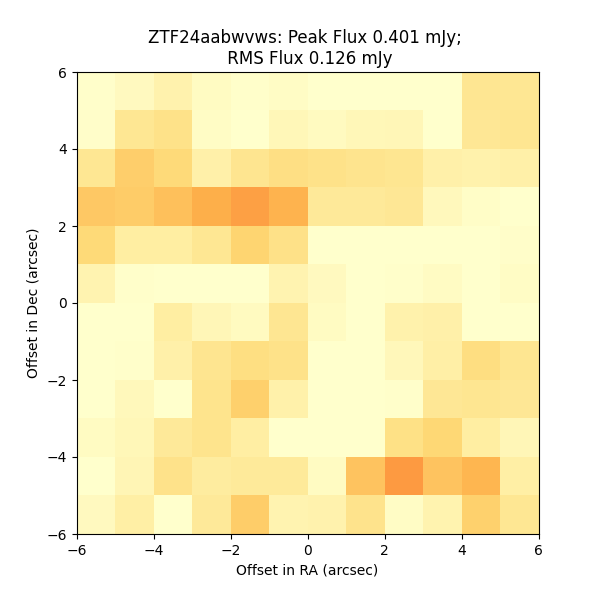 ZTF24aabwvws: Peak Flux 0.401 mJy;
RMS Flux 0.126 mJy
6
4
2
0
−2
−4
−6
Offset in Dec (arcsec)
−6 −4 −2 0 2 4 6
Offset in RA (arcsec)